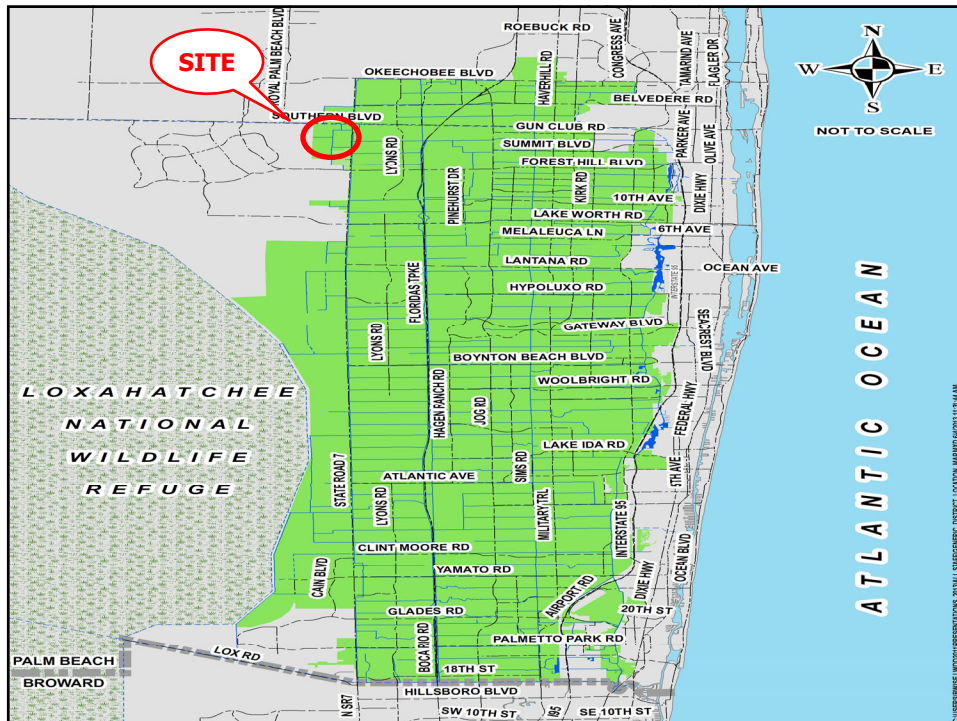 ROEBUCK RD
ROYAL PALM BEACH BLVD
CONGRESS AVE
TAMARIND AVE
FLAGLER DR
N
W
E
S
NOT TO SCALE
SITE
OKEECHOBEE BLVD
HAVERHILL RD
BELVEDERE RD
SOUTHERN BLVD
GUN CLUB RD
SUMMIT BLVD
PARKER AVE
OLIVE AVE
LYONS RD
FOREST HILL BLVD
PINEHURST DR
KIRK RD
10TH AVE
DIXIE HWY
LAKE WORTH RD
MELALEUCA LN
6TH AVE
LANTANA RD
OCEAN AVE
FLORIDAS TPKE
HYPOLUXO RD
INTERSTATE 95
GATEWAY BLVD
SEACREST BLVD
LYONS RD
BOYNTON BEACH BLVD
WOOLBRIGHT RD
HAGEN RANCH RD
JOG RD
FEDERAL HWY
LOXAHATCHEE
NATIONAL
WILDLIFE
REFUGE
LAKE IDA RD
STATE ROAD 7
ATLANTIC AVE
SIMS RD
5TH AVE
LYONS RD
MILITARY TRL
INTERSTATE 95
CLINT MOORE RD
OCEAN BLVD
CAIN BLVD
YAMATO RD
AIRPORT RD
DIXIE HWY
20TH ST
GLADES RD
BOCA RIO RD
PALMETTO PARK RD
LOX RD
18TH ST
PALM BEACH
BROWARD
HILLSBORO BLVD
N SR7
SW 10TH ST
I95
SE 10TH ST
ATLANTIC OCEAN